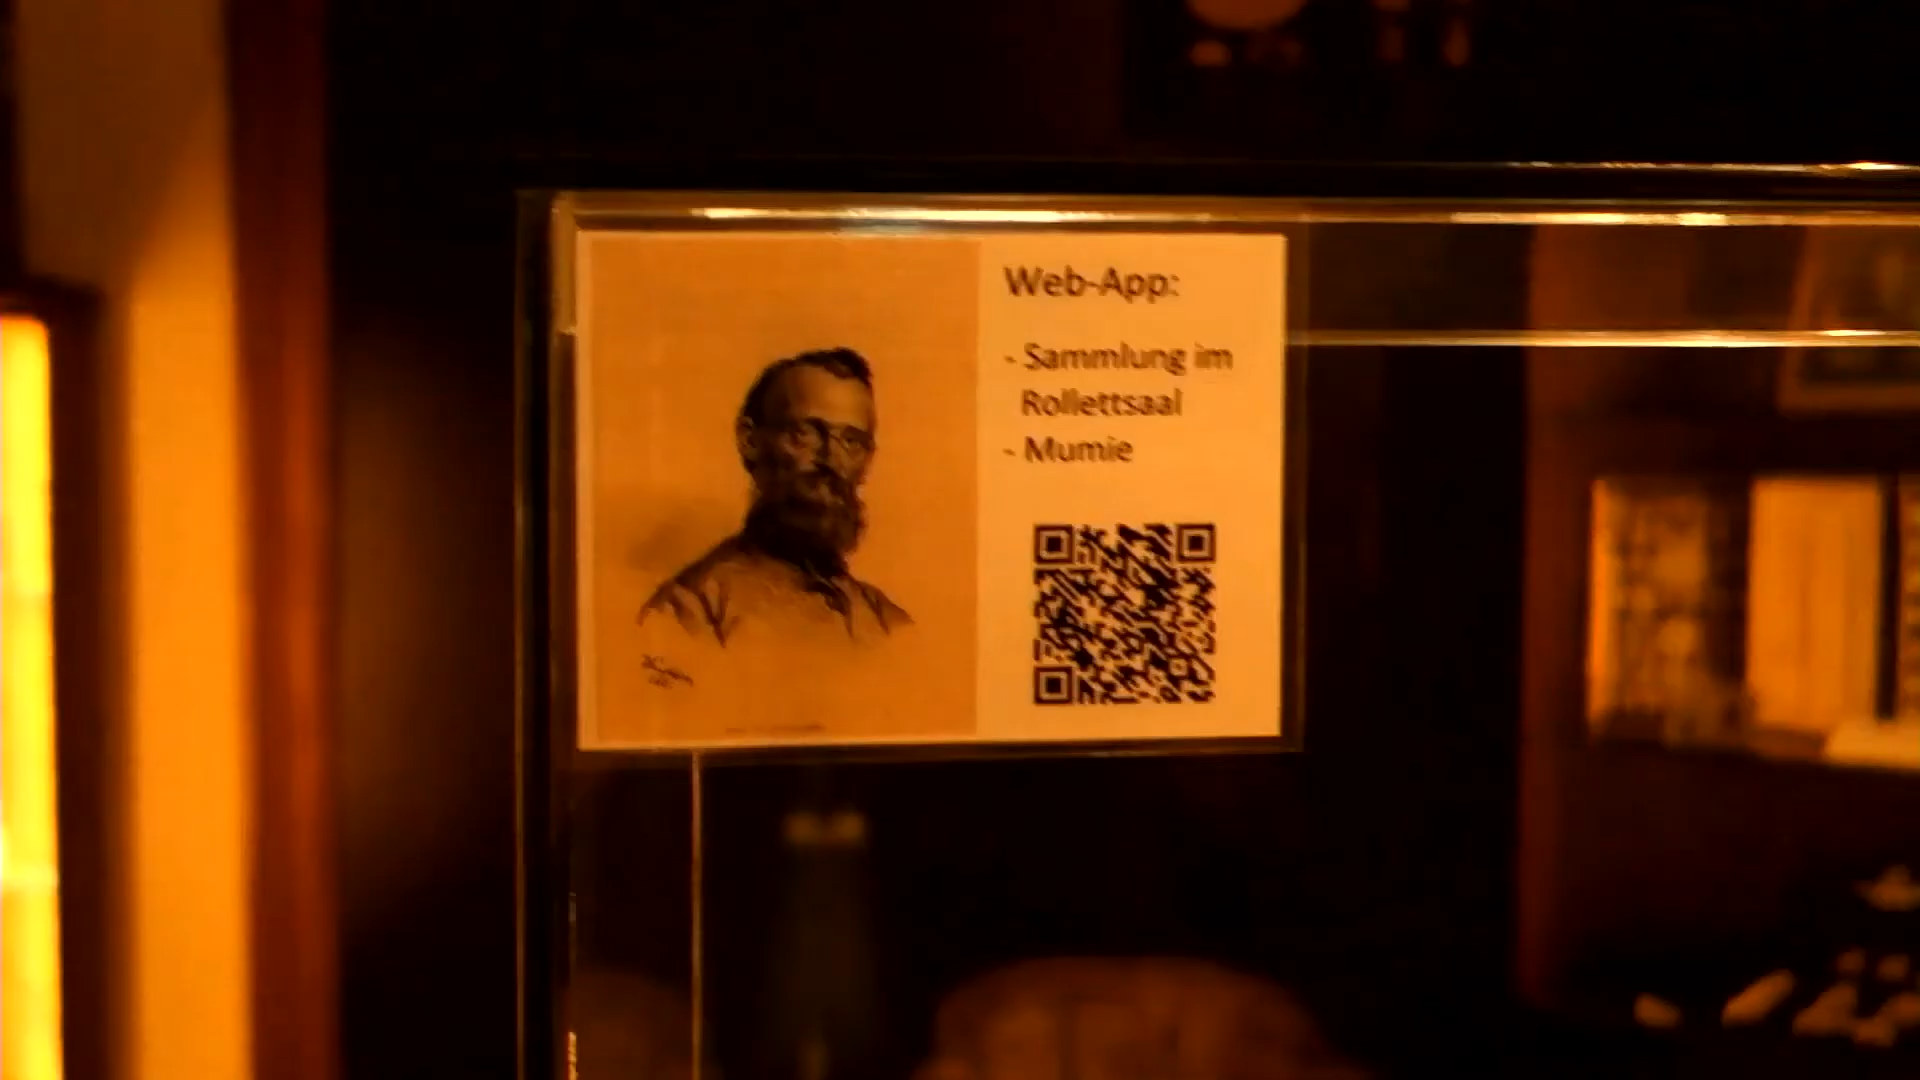 Web-App:
- Sammlung im
Rollettsaal
- Mumie